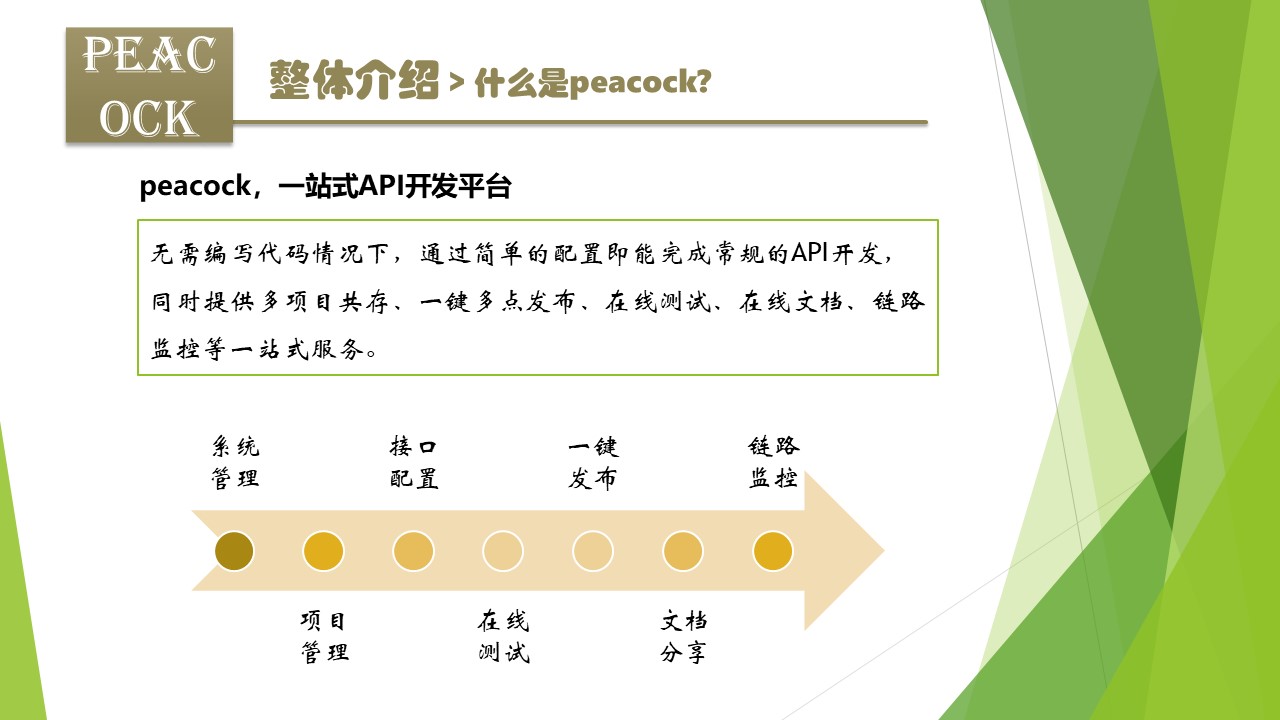 PEAC
OCK
整体介绍 > 什么是peacock?
peacock，一站式API开发平台
无需编写代码情况下，通过简单的配置即能完成常规的API开发，
同时提供多项目共存、一键多点发布、在线测试、在线文档、链路
监控等一站式服务。
系统
管理
接口
配置
一键
发布
链路
监控
项目
管理
在线
测试
文档
分享